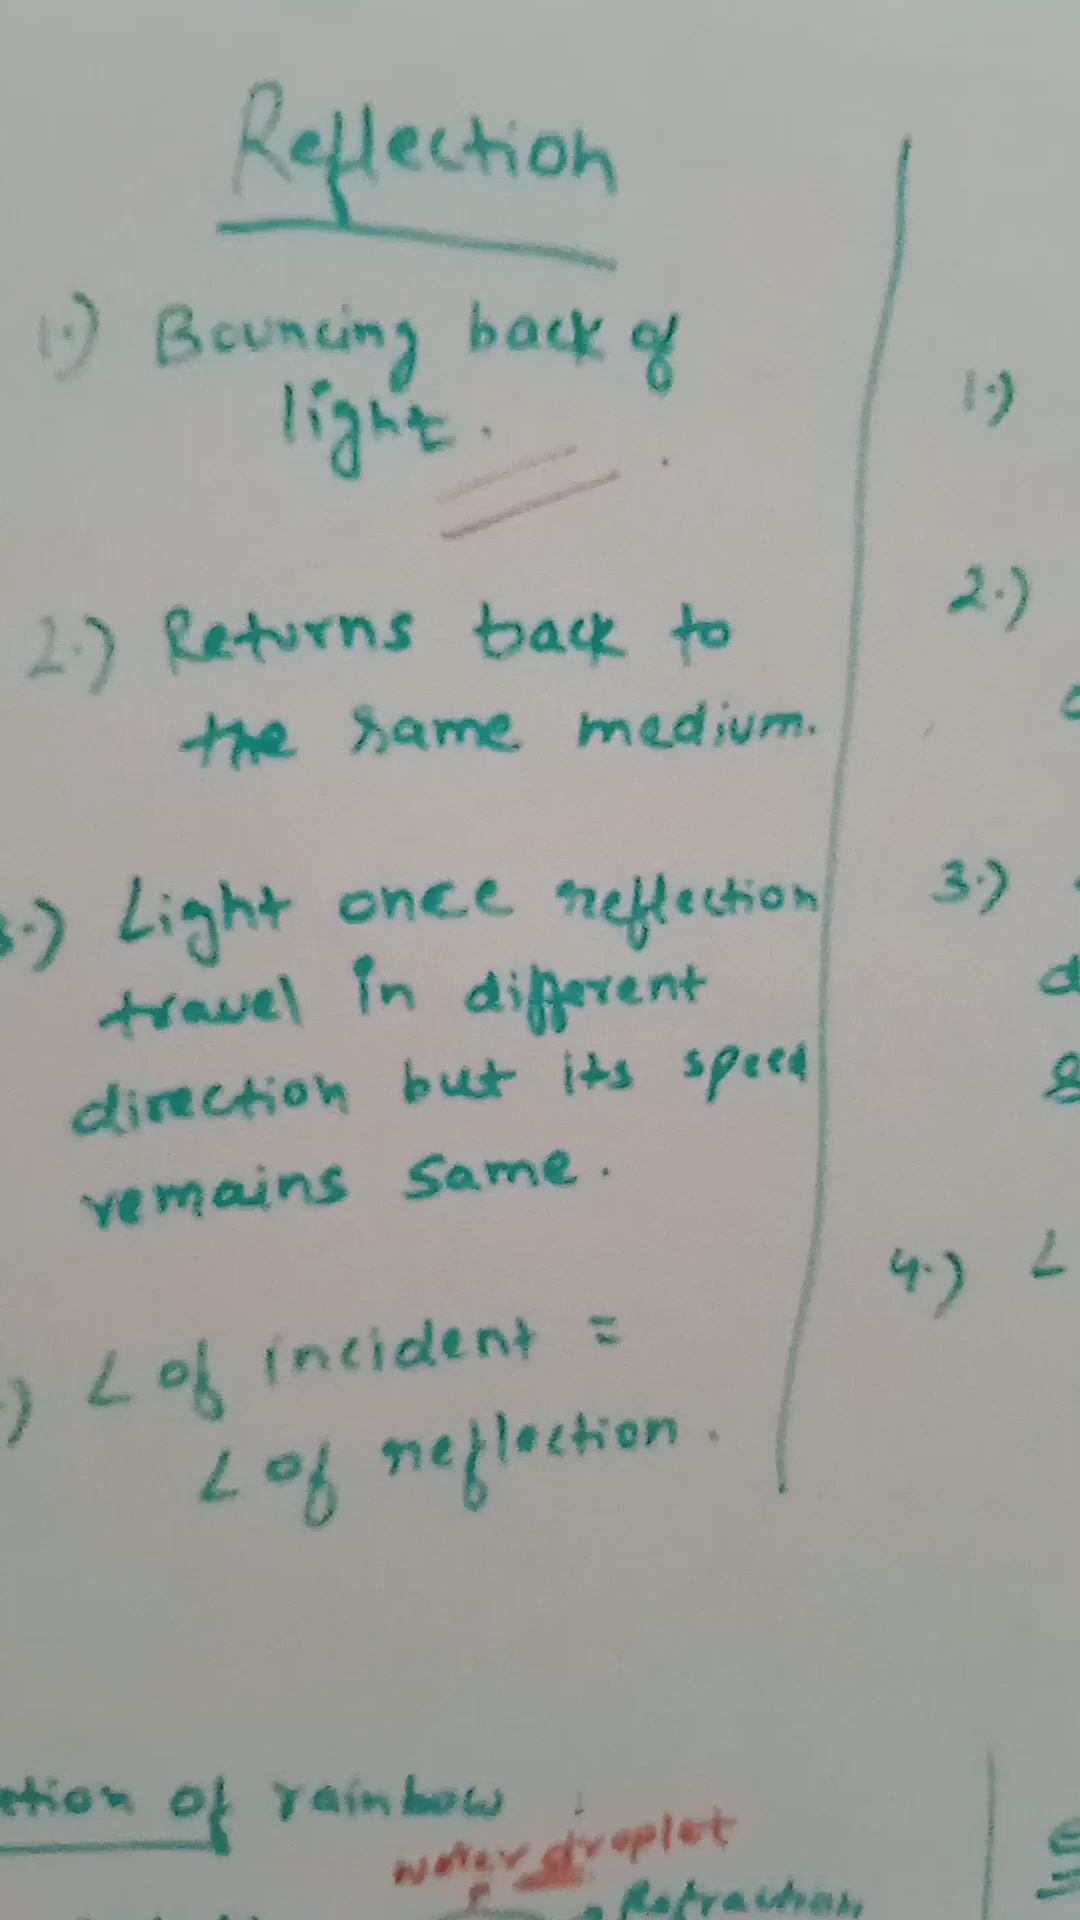 Reflection
1.) Bouncing back of
light.
2.) Returns back to
the same medium.
3.) Light once reflection
travel in different
direction but its speed
remains same.
) ∠ of incident =
∠ of reflection.
1.)
2.)
3.)
d
4.) ∠
etion of rainbow
water droplet
Refraction